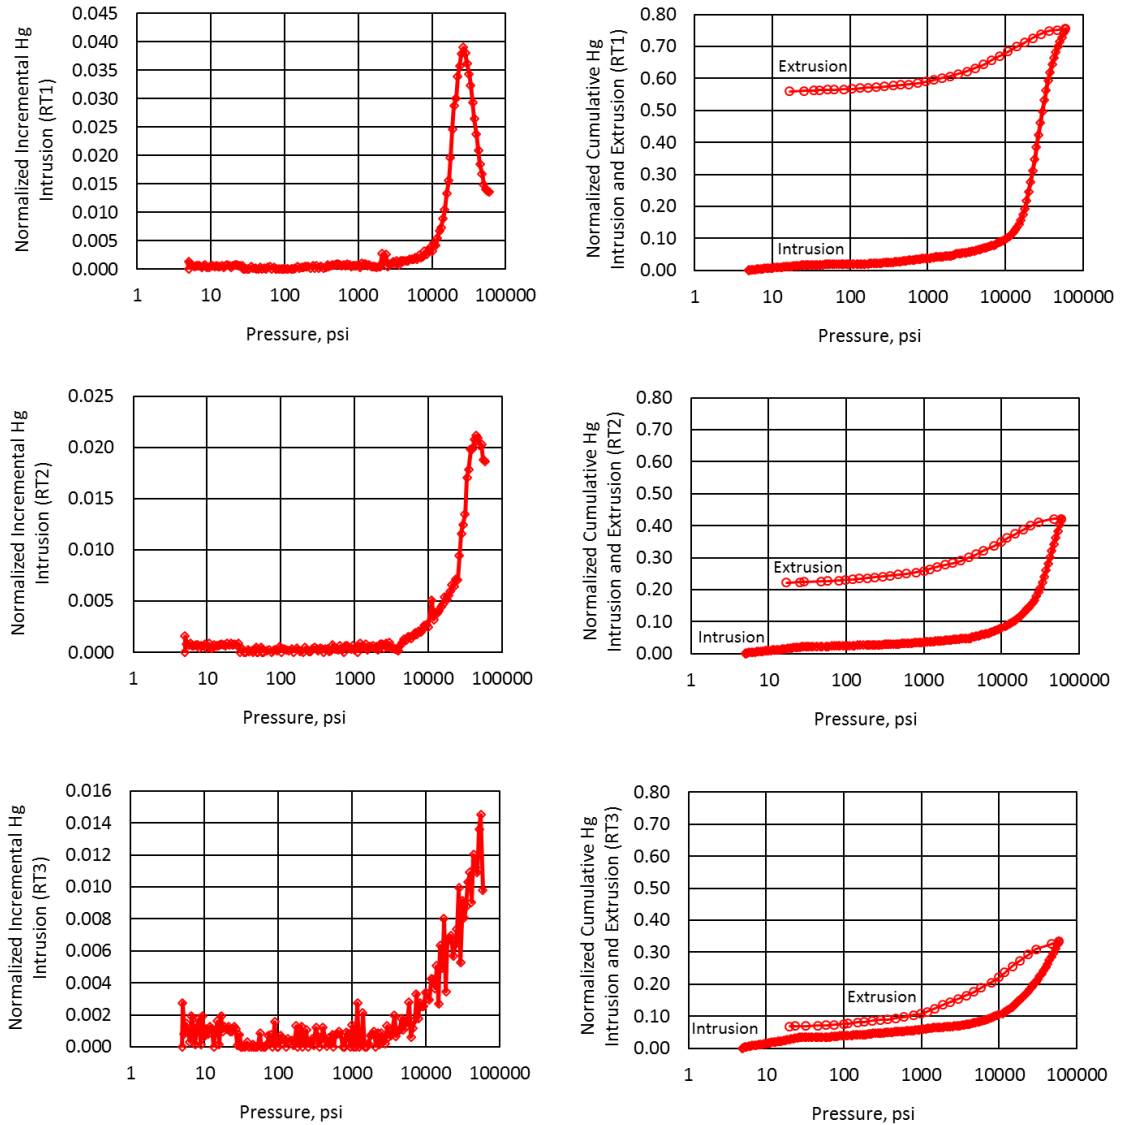 Normalized Incremental Hg
Intrusion (RT1)
0.045
0.040
0.035
0.030
0.025
0.020
0.015
0.010
0.005
0.000
1 10 100 1000 10000 100000
Pressure, psi
Normalized Cumulative Hg
Intrusion and Extrusion (RT1)
0.80
0.70
0.60
0.50
0.40
0.30
0.20
0.10
0.00
Extrusion
Intrusion
1 10 100 1000 10000 100000
Pressure, psi
Normalized Incremental Hg
Intrusion (RT2)
0.025
0.020
0.015
0.010
0.005
0.000
1 10 100 1000 10000 100000
Pressure, psi
Normalized Cumulative Hg
Intrusion and Extrusion (RT2)
0.80
0.70
0.60
0.50
0.40
0.30
0.20
0.10
0.00
Extrusion
Intrusion
1 10 100 1000 10000 100000
Pressure, psi
Normalized Incremental Hg
Intrusion (RT3)
0.016
0.014
0.012
0.010
0.008
0.006
0.004
0.002
0.000
1 10 100 1000 10000 100000
Pressure, psi
Normalized Cumulative Hg
Intrusion and Extrusion (RT3)
0.80
0.70
0.60
0.50
0.40
0.30
0.20
0.10
0.00
Extrusion
Intrusion
1 10 100 1000 10000 100000
Pressure, psi